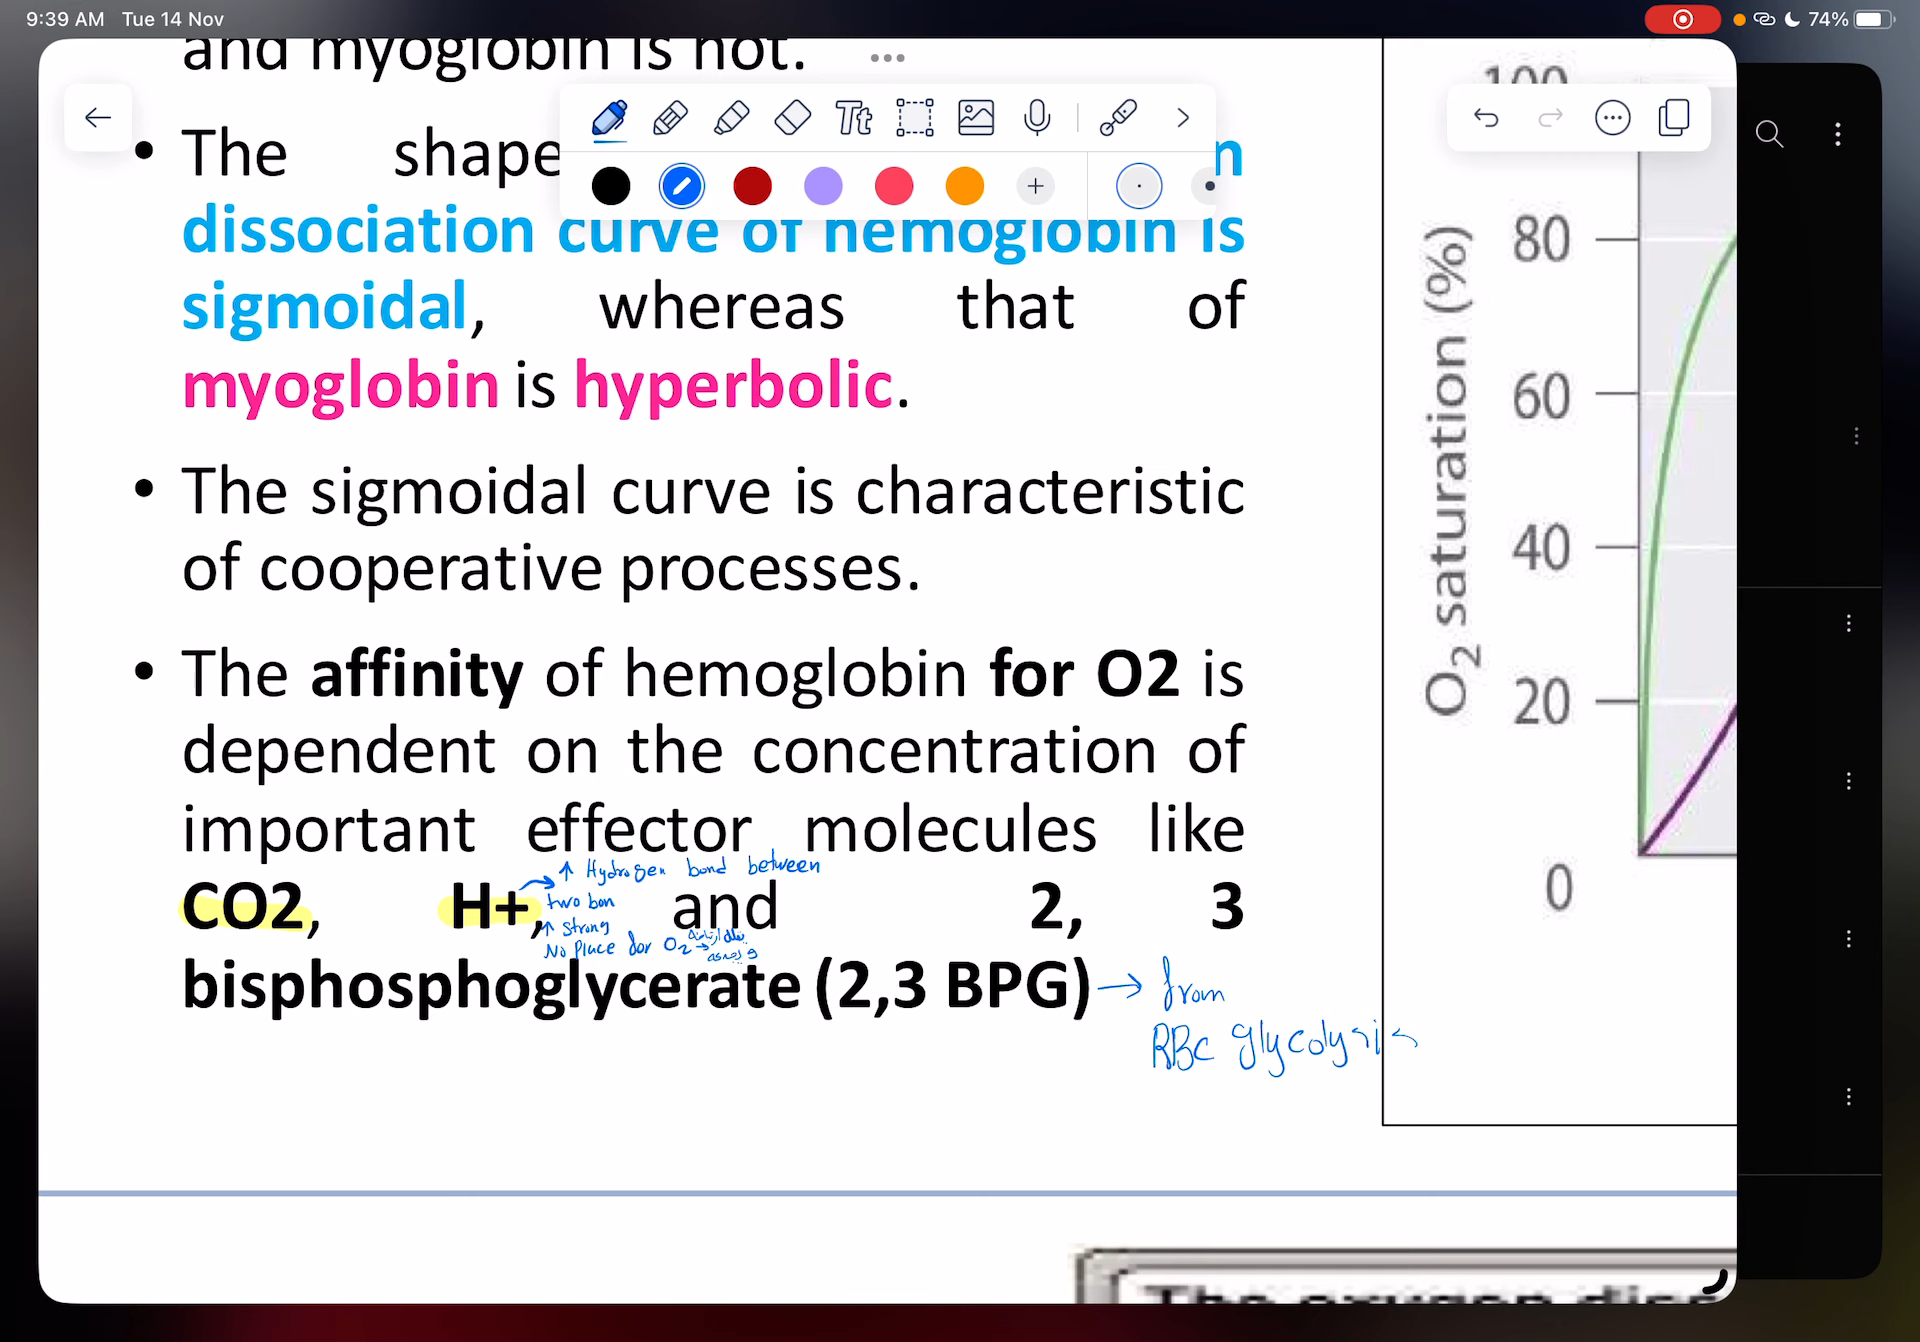 9:39 AM Tue 14 Nov
74%
and myoglobin is not.
Tt
• The shape
n
dissociation curve of hemoglobin is
sigmoidal, whereas that of
myoglobin is hyperbolic.
• The sigmoidal curve is characteristic
of cooperative processes.
• The affinity of hemoglobin for O2 is
dependent on the concentration of
important effector molecules like
↑ Hydrogen bond between
CO2, H+, and 2, 3
two bon
↑ Strong
No Place for O2 →
bisphosphoglycerate (2,3 BPG) → from
RBC glycolysis
100
80
60
40
20
0
O2 saturation (%)
The oxygen